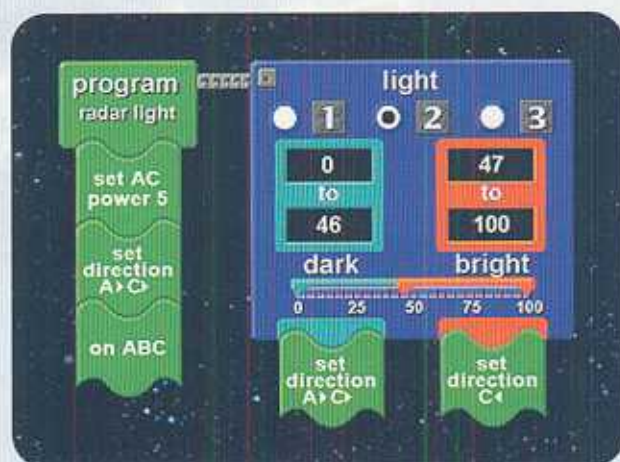 program
radar light
set AC
power 5
set
direction
A▸C▸
on ABC
light
1 2 3
0
to
46
dark
47
to
100
bright
0 25 50 75 100
set
direction
A▸C▸
set
direction
C◂